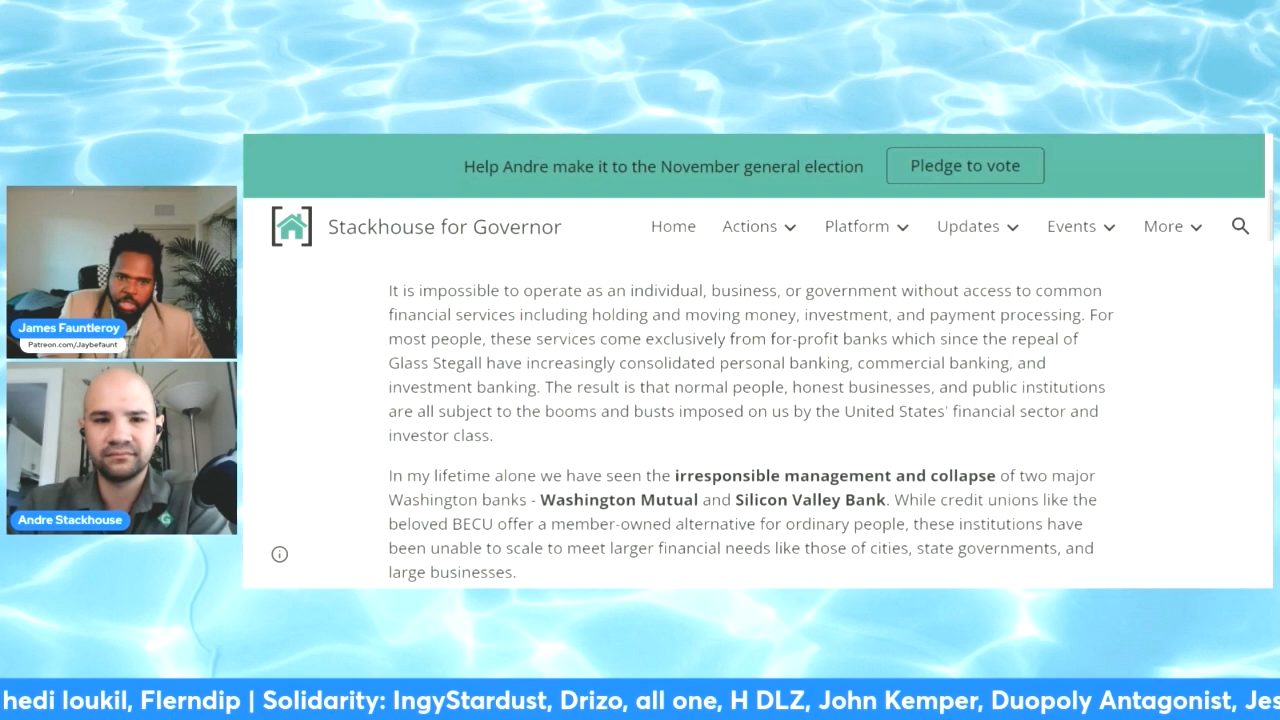 Help Andre make it to the November general election
Pledge to vote
Stackhouse for Governor
Home
Actions
Platform
Updates
Events
More
It is impossible to operate as an individual, business, or government without access to common
financial services including holding and moving money, investment, and payment processing. For
most people, these services come exclusively from for-profit banks which since the repeal of
Glass Stegall have increasingly consolidated personal banking, commercial banking, and
investment banking. The result is that normal people, honest businesses, and public institutions
are all subject to the booms and busts imposed on us by the United States' financial sector and
investor class.
In my lifetime alone we have seen the irresponsible management and collapse of two major
Washington banks - Washington Mutual and Silicon Valley Bank. While credit unions like the
beloved BECU offer a member-owned alternative for ordinary people, these institutions have
been unable to scale to meet larger financial needs like those of cities, state governments, and
large businesses.
James Fauntleroy
Patreon.com/Jaybefaunt
Andre Stackhouse
hedi loukil, Flerndip | Solidarity: IngyStardust, Drizo, all one, H DLZ, John Kemper, Duopoly Antagonist, Jes